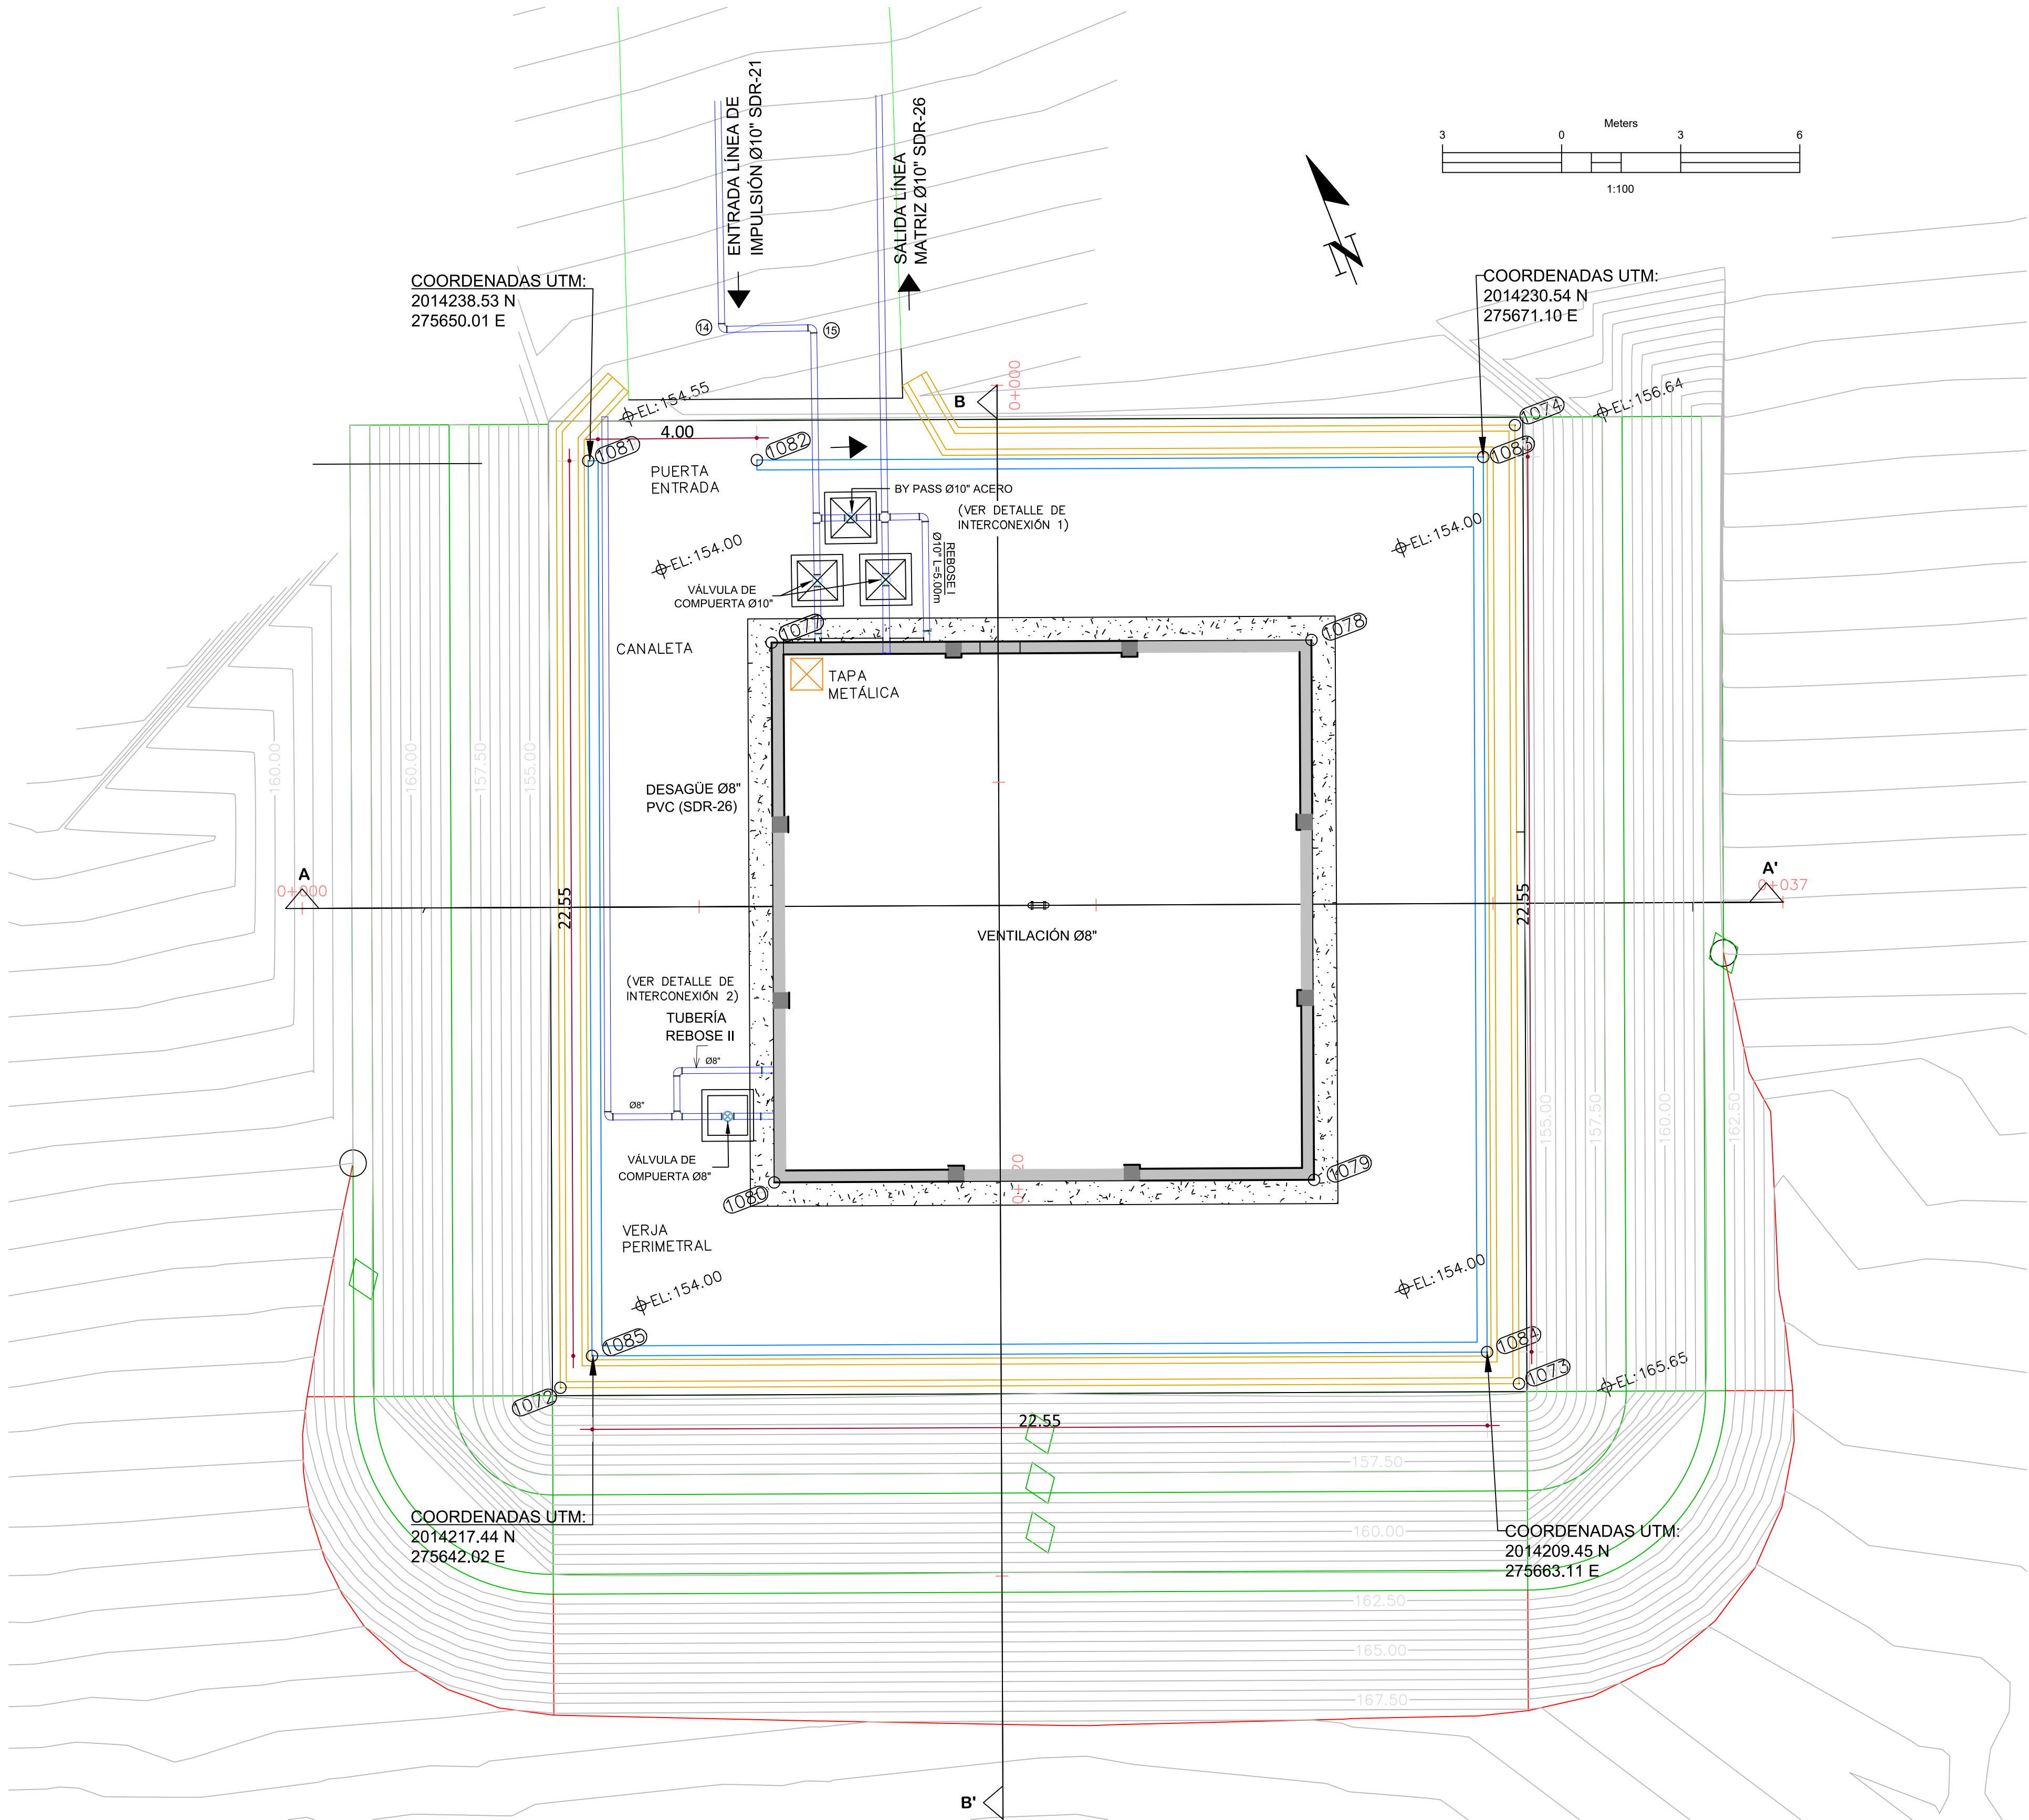 ENTRADA LÍNEA DE
IMPULSIÓN Ø10" SDR-21
SALIDA LÍNEA
MATRIZ Ø10" SDR-26
Meters
3 0 3 6
1:100
N
COORDENADAS UTM:
2014238.53 N
275650.01 E
COORDENADAS UTM:
2014230.54 N
275671.10 E
14
15
B
0+000
EL:154.55
EL:156.64
1074
4.00
1081
1082
1083
PUERTA
ENTRADA
BY PASS Ø10" ACERO
(VER DETALLE DE
INTERCONEXIÓN 1)
EL:154.00
EL:154.00
REBOSE I
Ø10" L=5.00m
VÁLVULA DE
COMPUERTA Ø10"
1077
1078
CANALETA
TAPA
METÁLICA
160.00
160.00
157.50
155.00
DESAGÜE Ø8"
PVC (SDR-26)
A
0+000
A'
0+037
22.55
22.55
VENTILACIÓN Ø8"
(VER DETALLE DE
INTERCONEXIÓN 2)
TUBERÍA
REBOSE II
Ø8"
Ø8"
155.00
157.50
160.00
162.50
VÁLVULA DE
COMPUERTA Ø8"
0+020
1079
1080
VERJA
PERIMETRAL
EL:154.00
EL:154.00
1085
1084
1072
1073
EL:165.65
22.55
157.50
COORDENADAS UTM:
2014217.44 N
275642.02 E
160.00
COORDENADAS UTM:
2014209.45 N
275663.11 E
162.50
165.00
167.50
B'